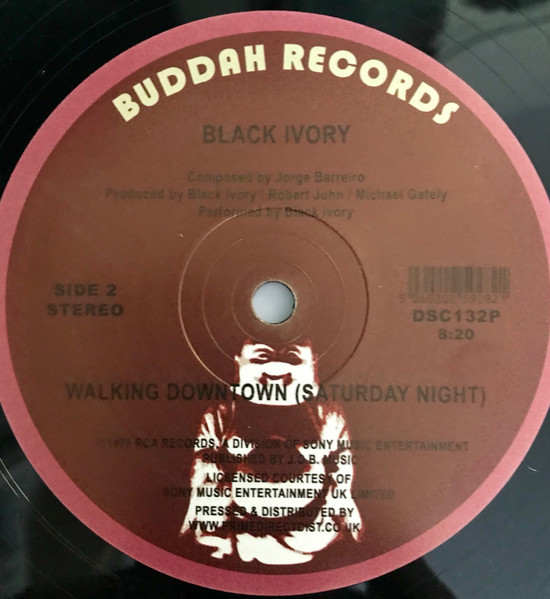 BUDDAH RECORDS
BLACK IVORY
Composed by Jorge Barreiro
Produced by Black Ivory / Robert John / Michael Gately
Performed by Black Ivory
SIDE 2
STEREO
DSC132P
8:20
WALKING DOWNTOWN (SATURDAY NIGHT)
RCA RECORDS, A DIVISION OF SONY MUSIC ENTERTAINMENT
PUBLISHED BY J.O.B. MUSIC
LICENSED COURTESY OF
SONY MUSIC ENTERTAINMENT UK LIMITED
PRESSED & DISTRIBUTED BY
WWW.PRIMEDIRECTDIST.CO.UK